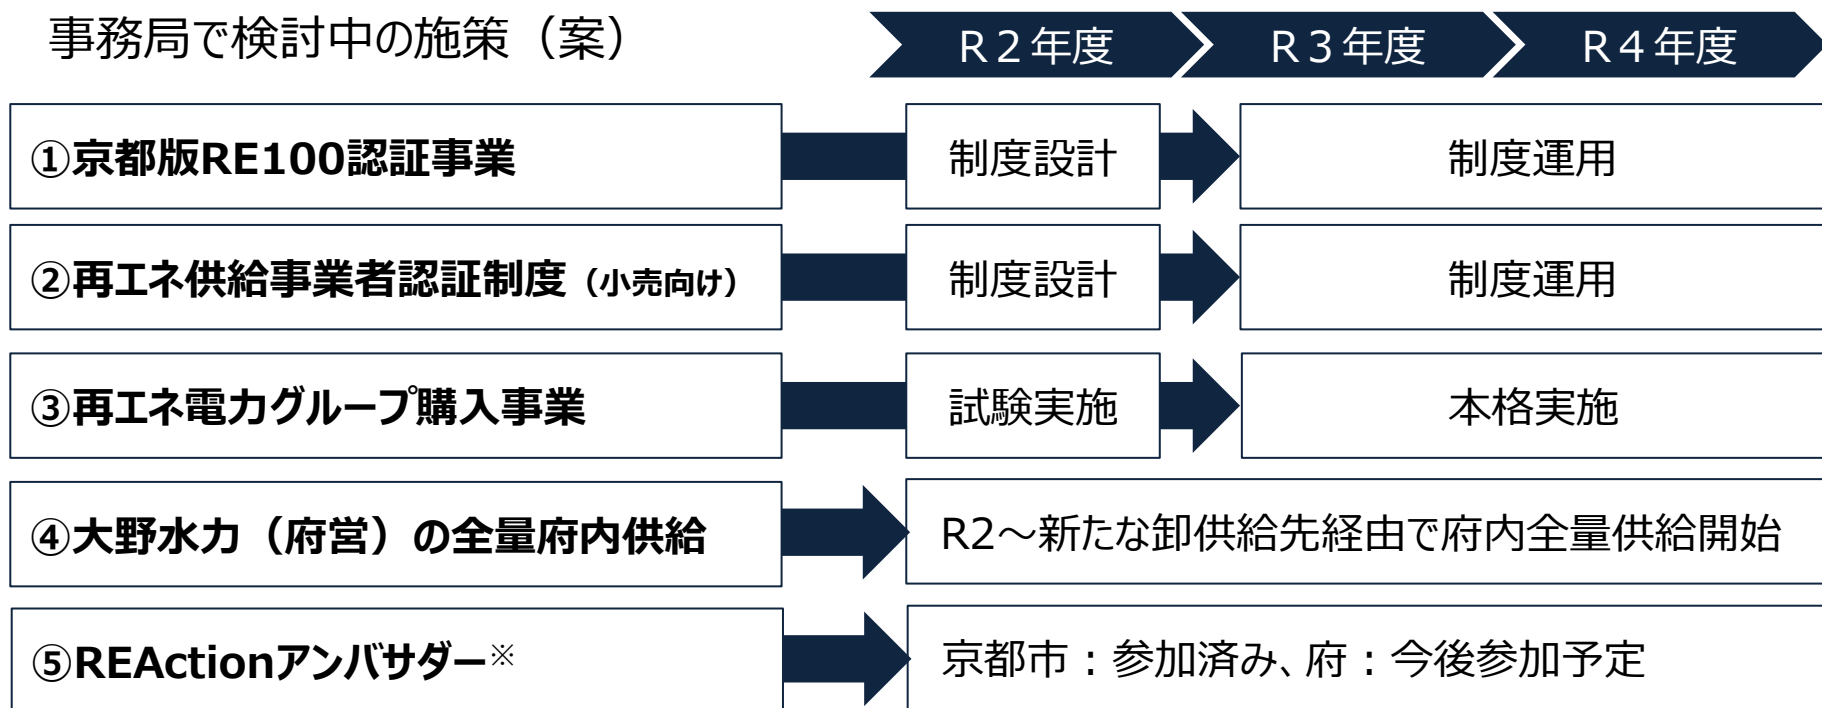 事務局で検討中の施策（案）
R２年度
R３年度
R４年度
①京都版RE100認証事業
制度設計
制度運用
②再エネ供給事業者認証制度（小売向け）
制度設計
制度運用
③再エネ電力グループ購入事業
試験実施
本格実施
④大野水力（府営）の全量府内供給
R2～新たな卸供給先経由で府内全量供給開始
⑤REActionアンバサダー※
京都市：参加済み、府：今後参加予定